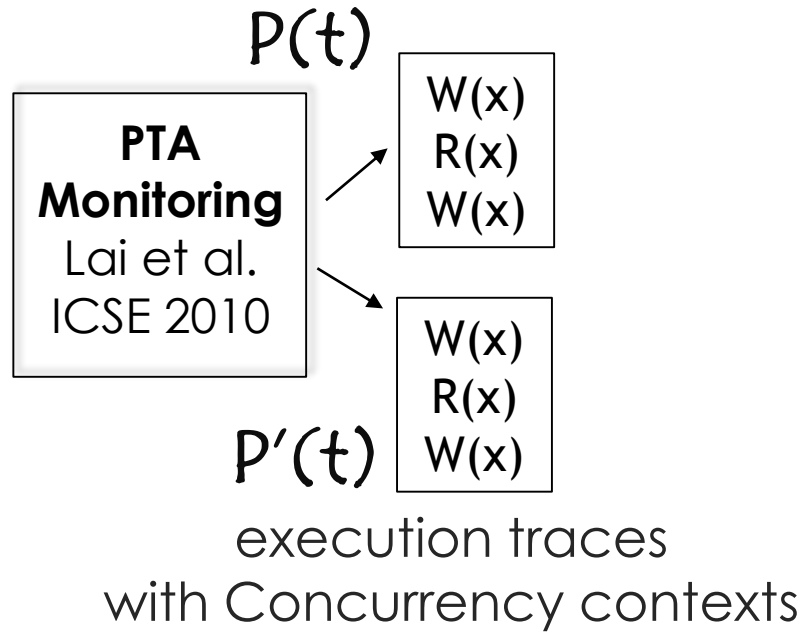 P(t)
PTA
Monitoring
Lai et al.
ICSE 2010
W(x)
R(x)
W(x)
W(x)
R(x)
W(x)
P′(t)
execution traces
with Concurrency contexts